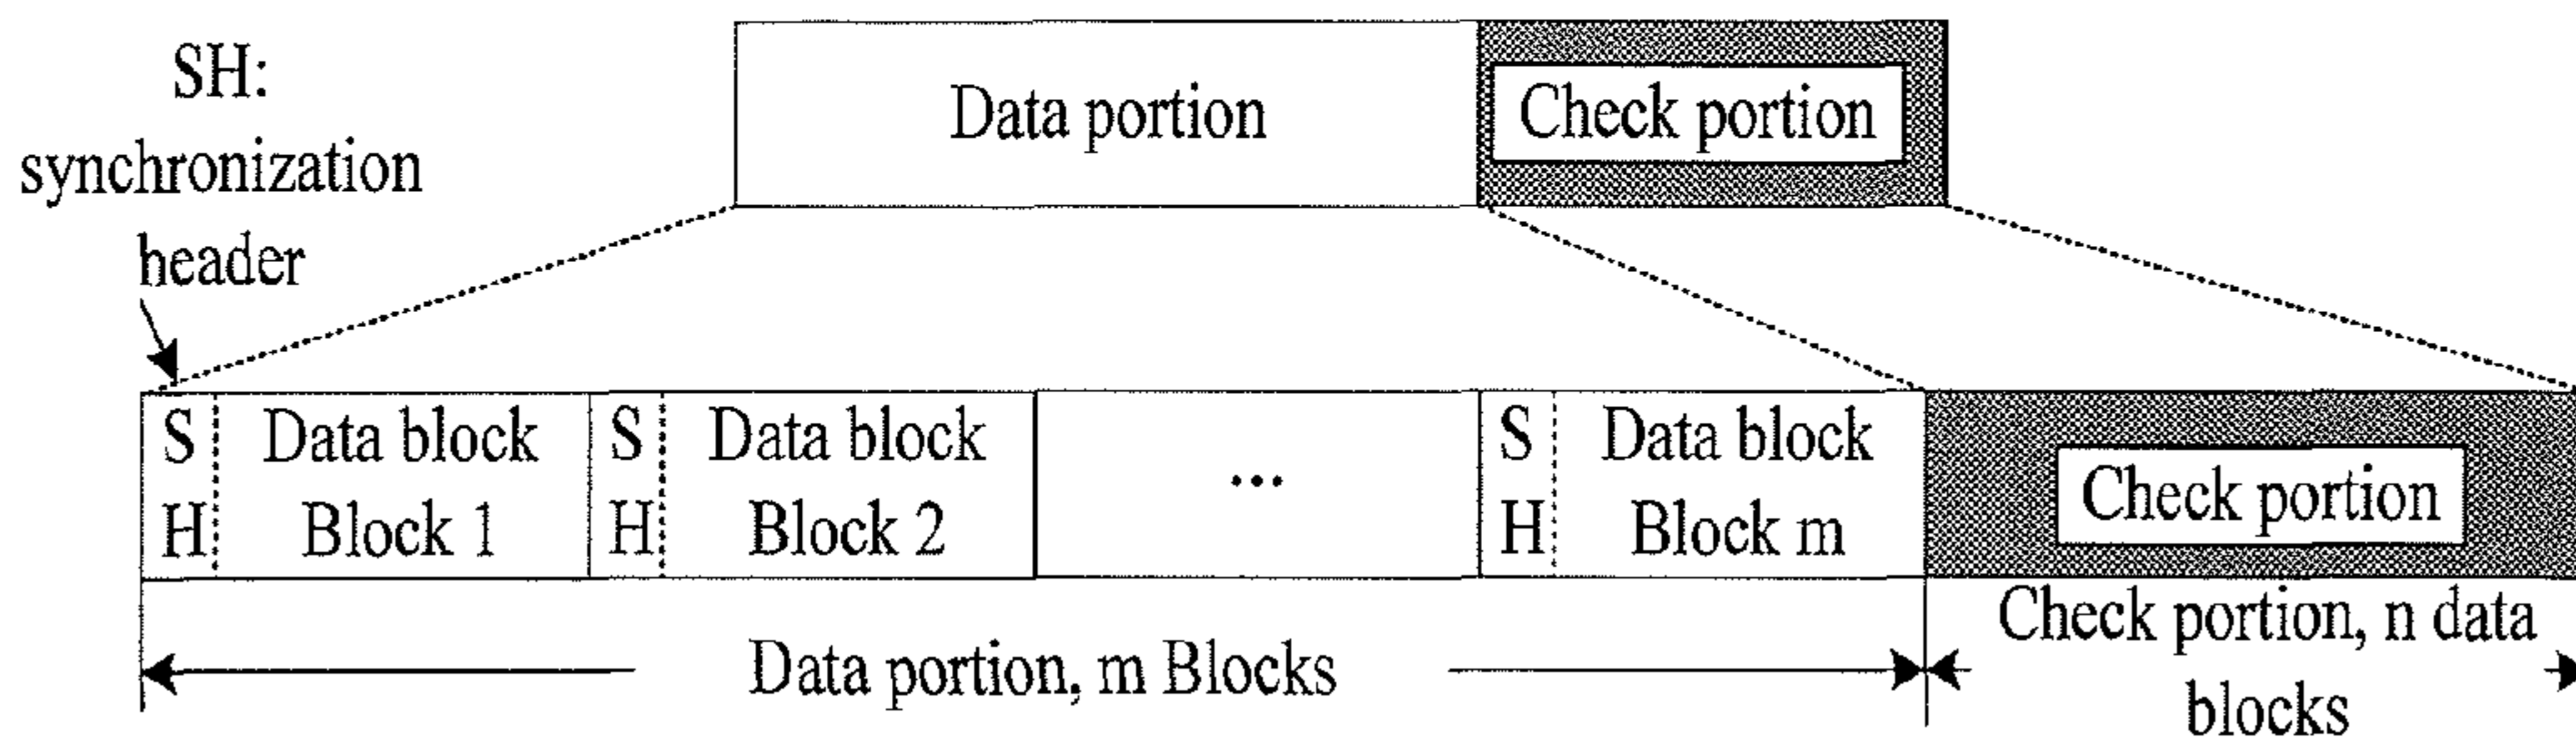 SH:
synchronization
header
Data portion
Check portion
S
H
Data block
Block 1
S
H
Data block
Block 2
...
S
H
Data block
Block m
Check portion
Data portion, m Blocks
Check portion, n data
blocks